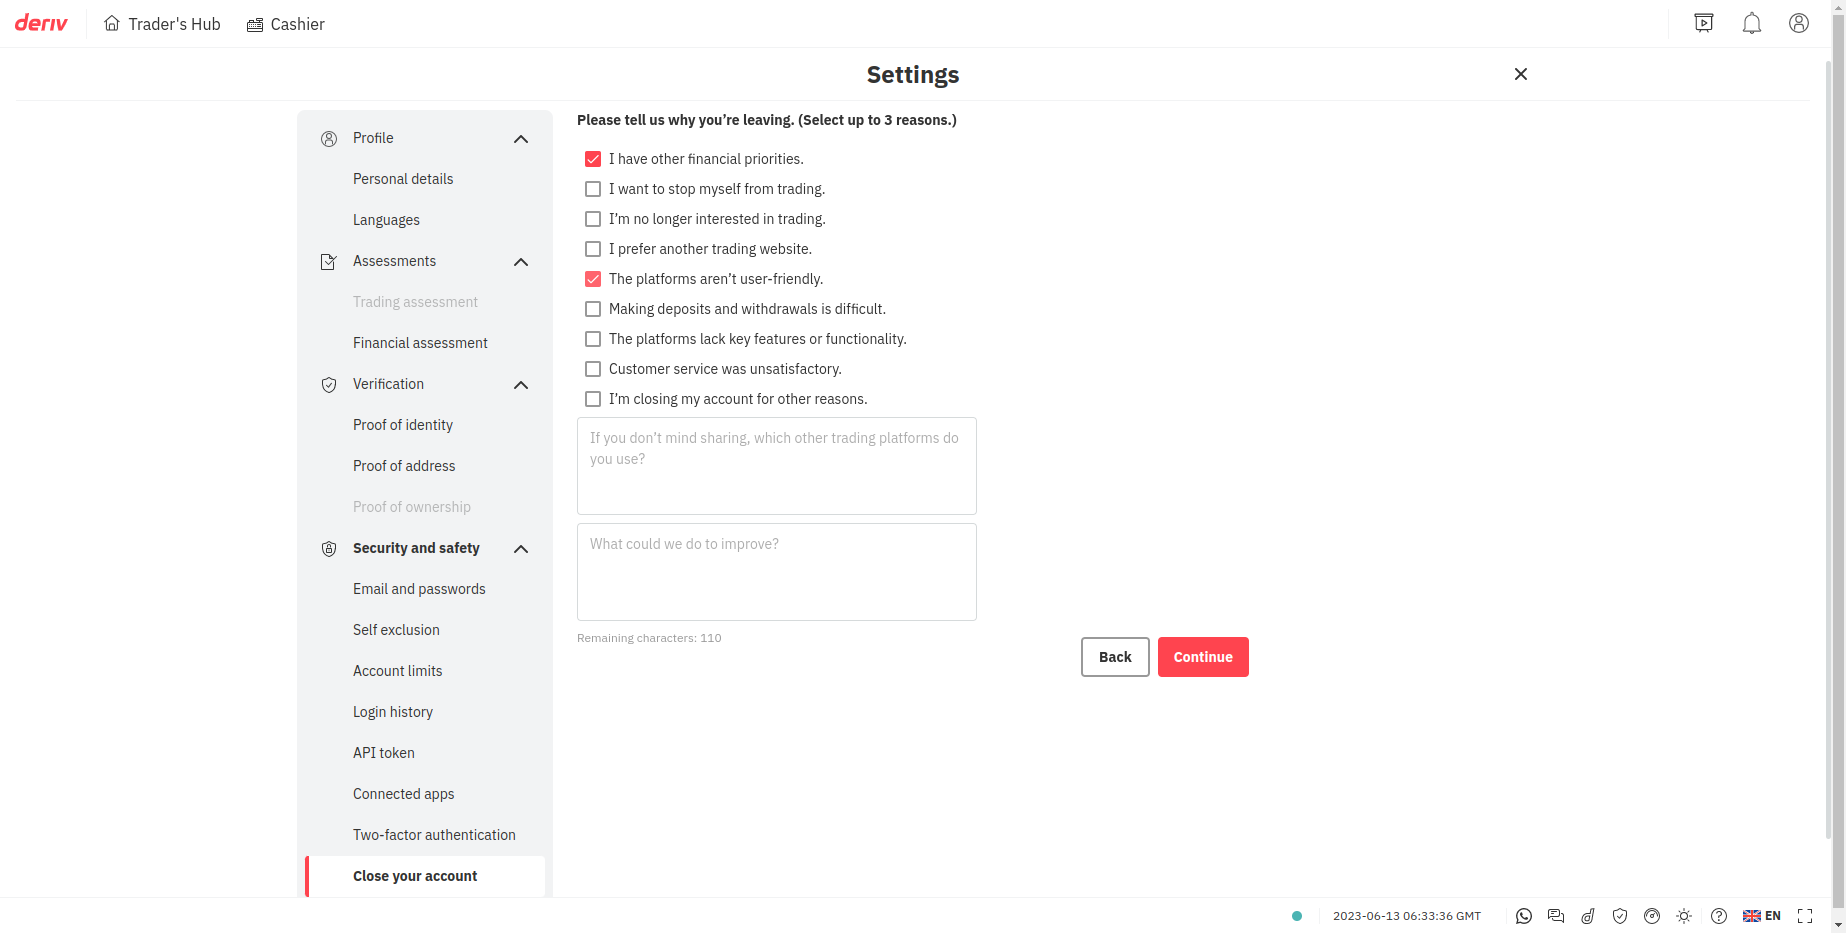 deriv
Trader's Hub
Cashier
Settings
Profile
Personal details
Languages
Assessments
Trading assessment
Financial assessment
Verification
Proof of identity
Proof of address
Proof of ownership
Security and safety
Email and passwords
Self exclusion
Account limits
Login history
API token
Connected apps
Two-factor authentication
Close your account
Please tell us why you’re leaving. (Select up to 3 reasons.)
I have other financial priorities.
I want to stop myself from trading.
I’m no longer interested in trading.
I prefer another trading website.
The platforms aren’t user-friendly.
Making deposits and withdrawals is difficult.
The platforms lack key features or functionality.
Customer service was unsatisfactory.
I’m closing my account for other reasons.
If you don’t mind sharing, which other trading platforms do
you use?
What could we do to improve?
Remaining characters: 110
Back
Continue
2023-06-13 06:33:36 GMT
EN